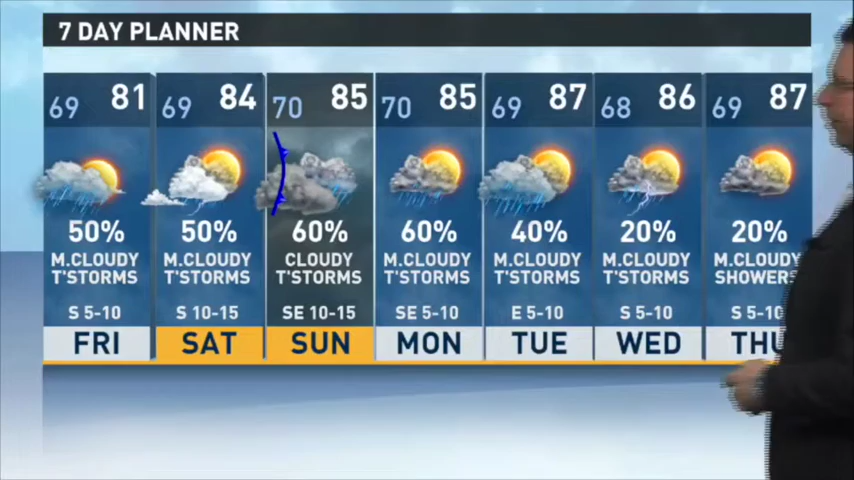 7 DAY PLANNER
69 81 69 84 70 85 70 85 69 87 68 86 69 87
50% 50% 60% 60% 40% 20% 20%
M.CLOUDY M.CLOUDY CLOUDY M.CLOUDY M.CLOUDY M.CLOUDY M.CLOUDY
T'STORMS T'STORMS T'STORMS T'STORMS T'STORMS T'STORMS SHOWERS
S 5-10 S 10-15 SE 10-15 SE 5-10 E 5-10 S 5-10 S 5-10
FRI SAT SUN MON TUE WED THU